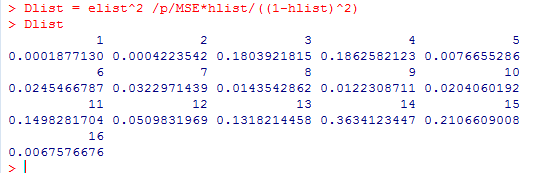 > Dlist = elist^2 /p/MSE*hlist/((1-hlist)^2)
> Dlist
1 2 3 4 5
0.0001877130 0.0004223542 0.1803921815 0.1862582123 0.0076655286
6 7 8 9 10
0.0245466787 0.0322971439 0.0143542862 0.0122308711 0.0204060192
11 12 13 14 15
0.1498281704 0.0509831969 0.1318214458 0.3634123447 0.2106609008
16
0.0067576676
>